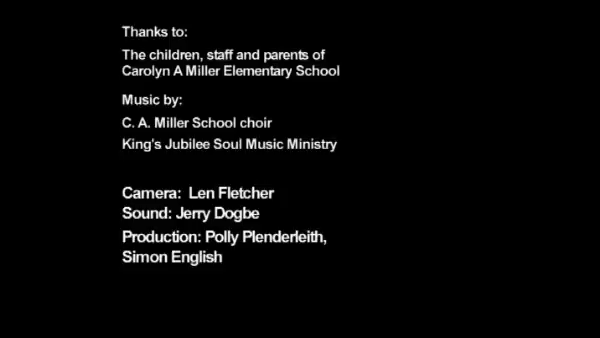 Thanks to:
The children, staff and parents of
Carolyn A Miller Elementary School
Music by:
C. A. Miller School choir
King's Jubilee Soul Music Ministry
Camera: Len Fletcher
Sound: Jerry Dogbe
Production: Polly Plenderleith,
Simon English